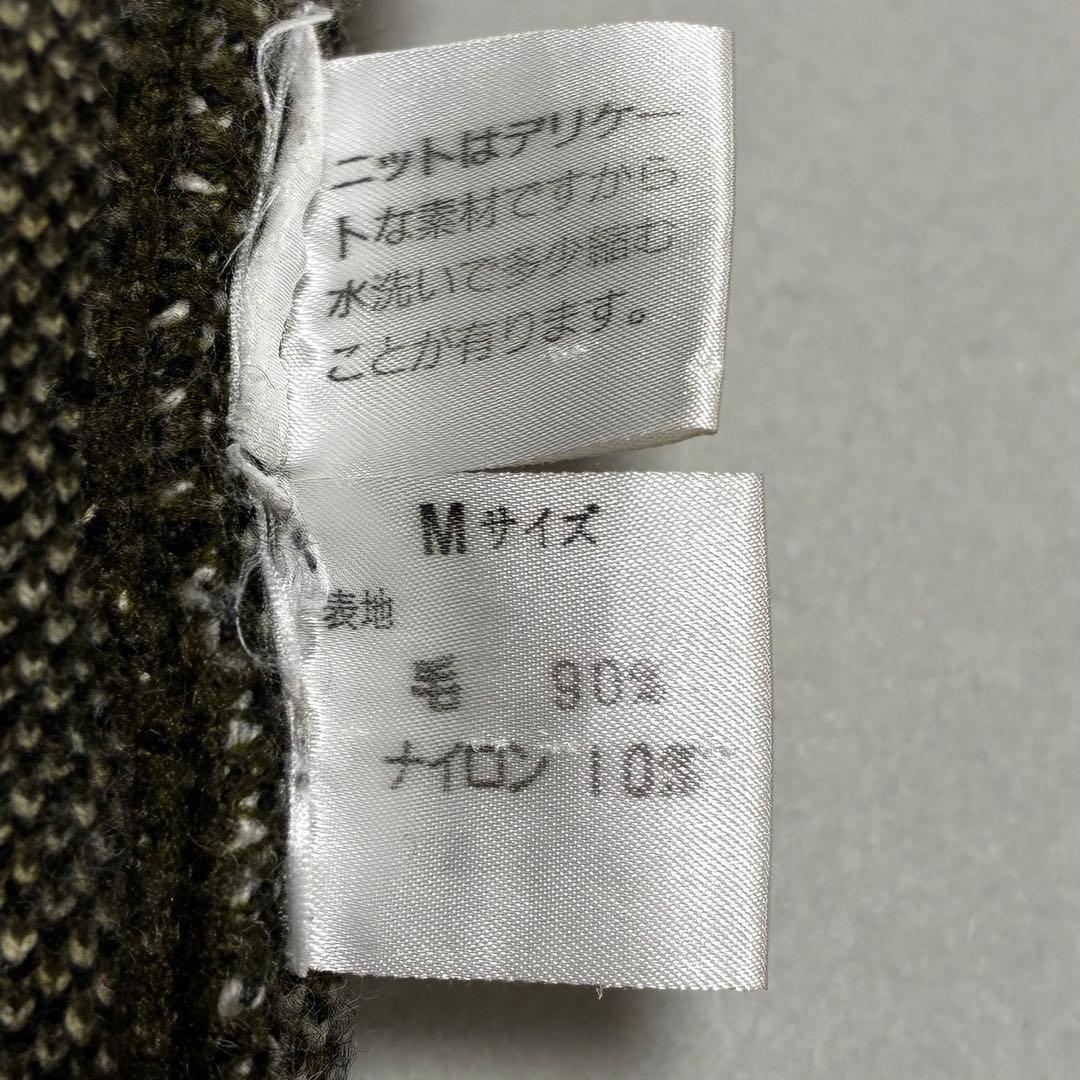 ニットはデリケー
トな素材ですから
水洗いで多少縮む
ことが有ります。
Mサイズ
表地
毛 90%
ナイロン 10%